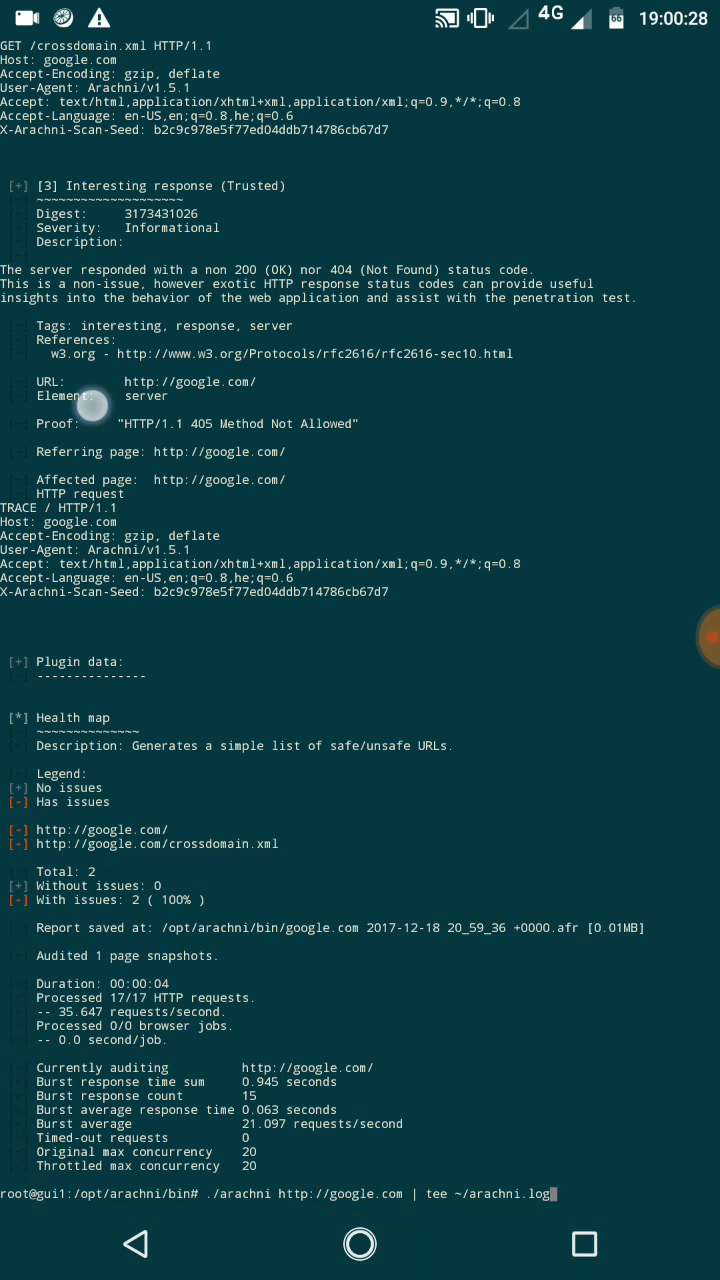 4G 66 19:00:28
GET /crossdomain.xml HTTP/1.1
Host: google.com
Accept-Encoding: gzip, deflate
User-Agent: Arachni/v1.5.1
Accept: text/html,application/xhtml+xml,application/xml;q=0.9,*/*;q=0.8
Accept-Language: en-US,en;q=0.8,he;q=0.6
X-Arachni-Scan-Seed: b2c9c978e5f77ed04ddb714786cb67d7
[+] [3] Interesting response (Trusted)
[~] ~~~~~~~~~~~~~~~~~~~~
[~] Digest: 3173431026
[~] Severity: Informational
[~] Description:
[~]
The server responded with a non 200 (OK) nor 404 (Not Found) status code.
This is a non-issue, however exotic HTTP response status codes can provide useful
insights into the behavior of the web application and assist with the penetration test.
[~] Tags: interesting, response, server
[~] References:
[~] w3.org - http://www.w3.org/Protocols/rfc2616/rfc2616-sec10.html
[~] URL: http://google.com/
[~] Element: server
[~] Proof: "HTTP/1.1 405 Method Not Allowed"
[~] Referring page: http://google.com/
[~] Affected page: http://google.com/
[~] HTTP request
TRACE / HTTP/1.1
Host: google.com
Accept-Encoding: gzip, deflate
User-Agent: Arachni/v1.5.1
Accept: text/html,application/xhtml+xml,application/xml;q=0.9,*/*;q=0.8
Accept-Language: en-US,en;q=0.8,he;q=0.6
X-Arachni-Scan-Seed: b2c9c978e5f77ed04ddb714786cb67d7
[+] Plugin data:
[~] ---------------
[*] Health map
[~] ~~~~~~~~~~~~~~
[~] Description: Generates a simple list of safe/unsafe URLs.
[~] Legend:
[+] No issues
[-] Has issues
[-] http://google.com/
[-] http://google.com/crossdomain.xml
[~] Total: 2
[+] Without issues: 0
[-] With issues: 2 ( 100% )
[~] Report saved at: /opt/arachni/bin/google.com 2017-12-18 20_59_36 +0000.afr [0.01MB]
[~] Audited 1 page snapshots.
[~] Duration: 00:00:04
[~] Processed 17/17 HTTP requests.
[~] -- 35.647 requests/second.
[~] Processed 0/0 browser jobs.
[~] -- 0.0 second/job.
[~] Currently auditing http://google.com/
[~] Burst response time sum 0.945 seconds
[~] Burst response count 15
[~] Burst average response time 0.063 seconds
[~] Burst average 21.097 requests/second
[~] Timed-out requests 0
[~] Original max concurrency 20
[~] Throttled max concurrency 20
root@gui1:/opt/arachni/bin# ./arachni http://google.com | tee ~/arachni.log